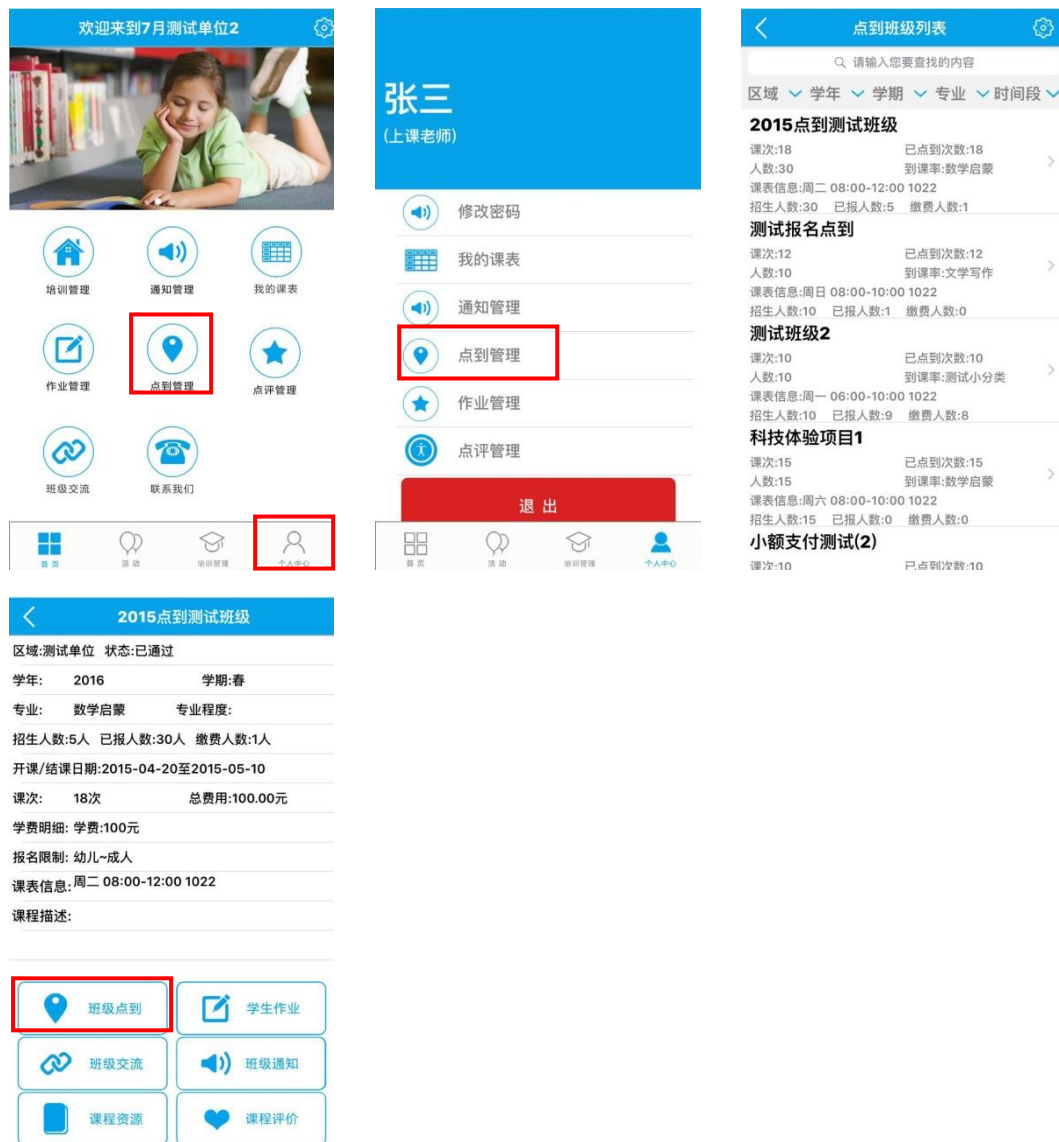 欢迎来到7月测试单位2
培训管理 通知管理 我的课表
作业管理 点到管理 点评管理
班级交流 联系我们
首页 活动 培训管理 个人中心
张三
(上课老师)
修改密码
我的课表
通知管理
点到管理
作业管理
点评管理
退 出
首页 活动 培训管理 个人中心
点到班级列表
请输入您要查找的内容
区域 学年 学期 专业 时间段
2015点到测试班级
课次:18 已点到次数:18
人数:30 到课率:数学启蒙
课表信息:周二 08:00-12:00 1022
招生人数:30 已报人数:5 缴费人数:1
测试报名点到
课次:12 已点到次数:12
人数:10 到课率:文学写作
课表信息:周日 08:00-10:00 1022
招生人数:10 已报人数:1 缴费人数:0
测试班级2
课次:10 已点到次数:10
人数:10 到课率:测试小分类
课表信息:周一 06:00-10:00 1022
招生人数:10 已报人数:9 缴费人数:8
科技体验项目1
课次:15 已点到次数:15
人数:15 到课率:数学启蒙
课表信息:周六 08:00-10:00 1022
招生人数:15 已报人数:0 缴费人数:0
小额支付测试(2)
课次:10 已点到次数:10
2015点到测试班级
区域:测试单位 状态:已通过
学年: 2016 学期:春
专业: 数学启蒙 专业程度:
招生人数:5人 已报人数:30人 缴费人数:1人
开课/结课日期:2015-04-20至2015-05-10
课次: 18次 总费用:100.00元
学费明细: 学费:100元
报名限制: 幼儿~成人
课表信息:周二 08:00-12:00 1022
课程描述:
班级点到 学生作业
班级交流 班级通知
课程资源 课程评价